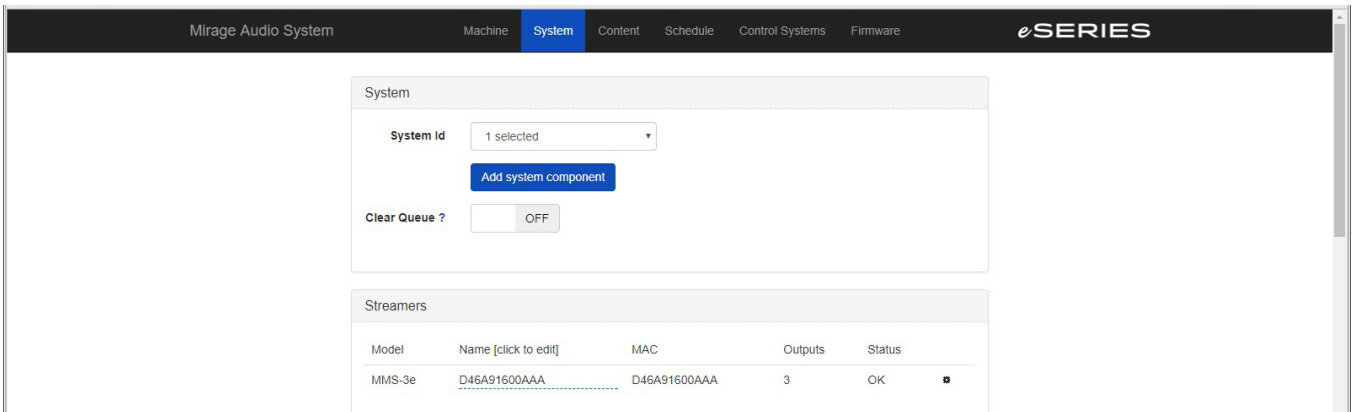 Mirage Audio System Machine System Content Schedule Control Systems Firmware eSERIES
System
System Id 1 selected
Add system component
Clear Queue ? OFF
Streamers
Model Name [click to edit] MAC Outputs Status
MMS-3e D46A91600AAA D46A91600AAA 3 OK